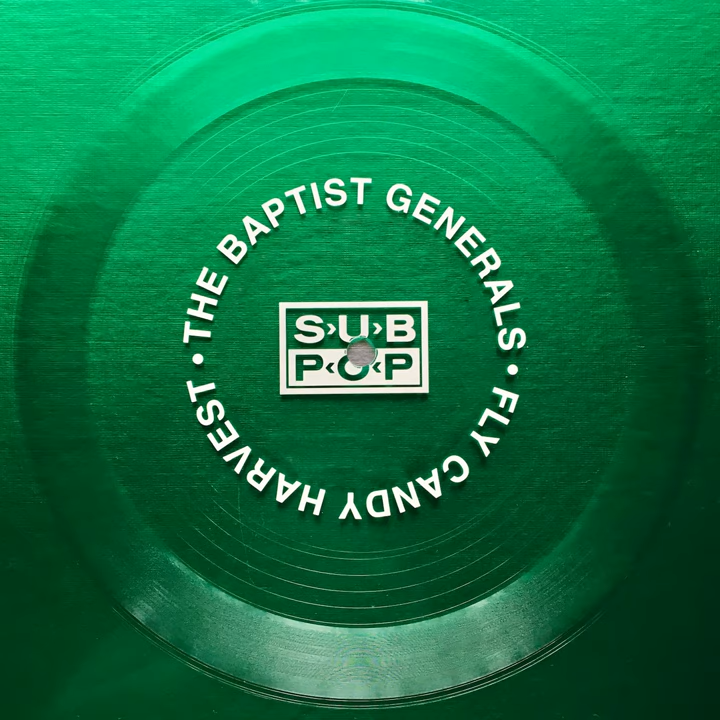 THE BAPTIST GENERALS • FLY CANDY HARVEST •
S›U›B
P‹O‹P